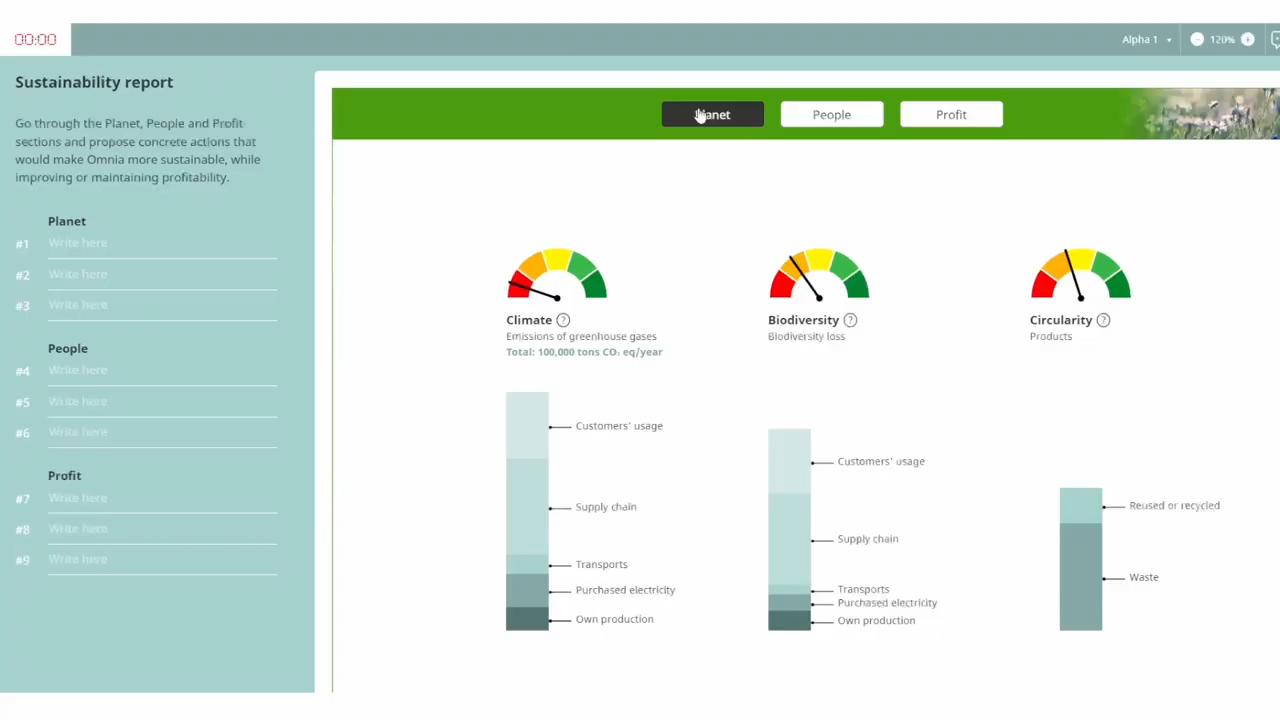 00:00
Alpha 1
120%
Sustainability report
Go through the Planet, People and Profit
sections and propose concrete actions that
would make Omnia more sustainable, while
improving or maintaining profitability.
Planet
#1 Write here
#2 Write here
#3 Write here
People
#4 Write here
#5 Write here
#6 Write here
Profit
#7 Write here
#8 Write here
#9 Write here
People
Profit
Climate ?
Emissions of greenhouse gases
Total: 100,000 tons CO₂ eq/year
Customers' usage
Supply chain
Transports
Purchased electricity
Own production
Biodiversity ?
Biodiversity loss
Customers' usage
Supply chain
Transports
Purchased electricity
Own production
Circularity ?
Products
Reused or recycled
Waste